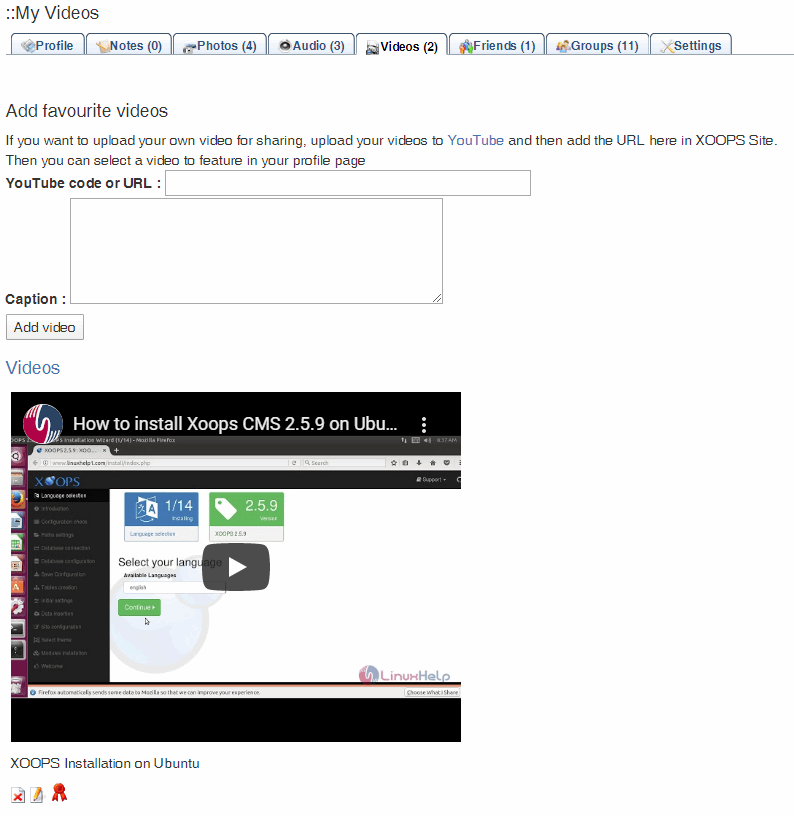 ::My Videos
Profile Notes (0) Photos (4) Audio (3) Videos (2) Friends (1) Groups (11) Settings
Add favourite videos
If you want to upload your own video for sharing, upload your videos to YouTube and then add the URL here in XOOPS Site.
Then you can select a video to feature in your profile page
YouTube code or URL :
Caption :
Add video
Videos
How to install Xoops CMS 2.5.9 on Ubu...
Installation Wizard (1/14) - Mozilla Firefox
8:37 AM
XOOPS 2.5.9 : XOO...
www.linuxhelp1.com/install/index.php
Search
XOOPS
Support
Language selection
Introduction
Configuration check
Paths settings
Database connection
Database configuration
Save Configuration
Tables creation
Initial settings
Data insertion
Site configuration
Select theme
Modules installation
Welcome
1/14
Installing
Language selection
2.5.9
Version
XOOPS 2.5.9
Select your language
Available Languages
english
Continue
LinuxHelp
Firefox automatically sends some data to Mozilla so that we can improve your experience.
Choose What I Share
XOOPS Installation on Ubuntu